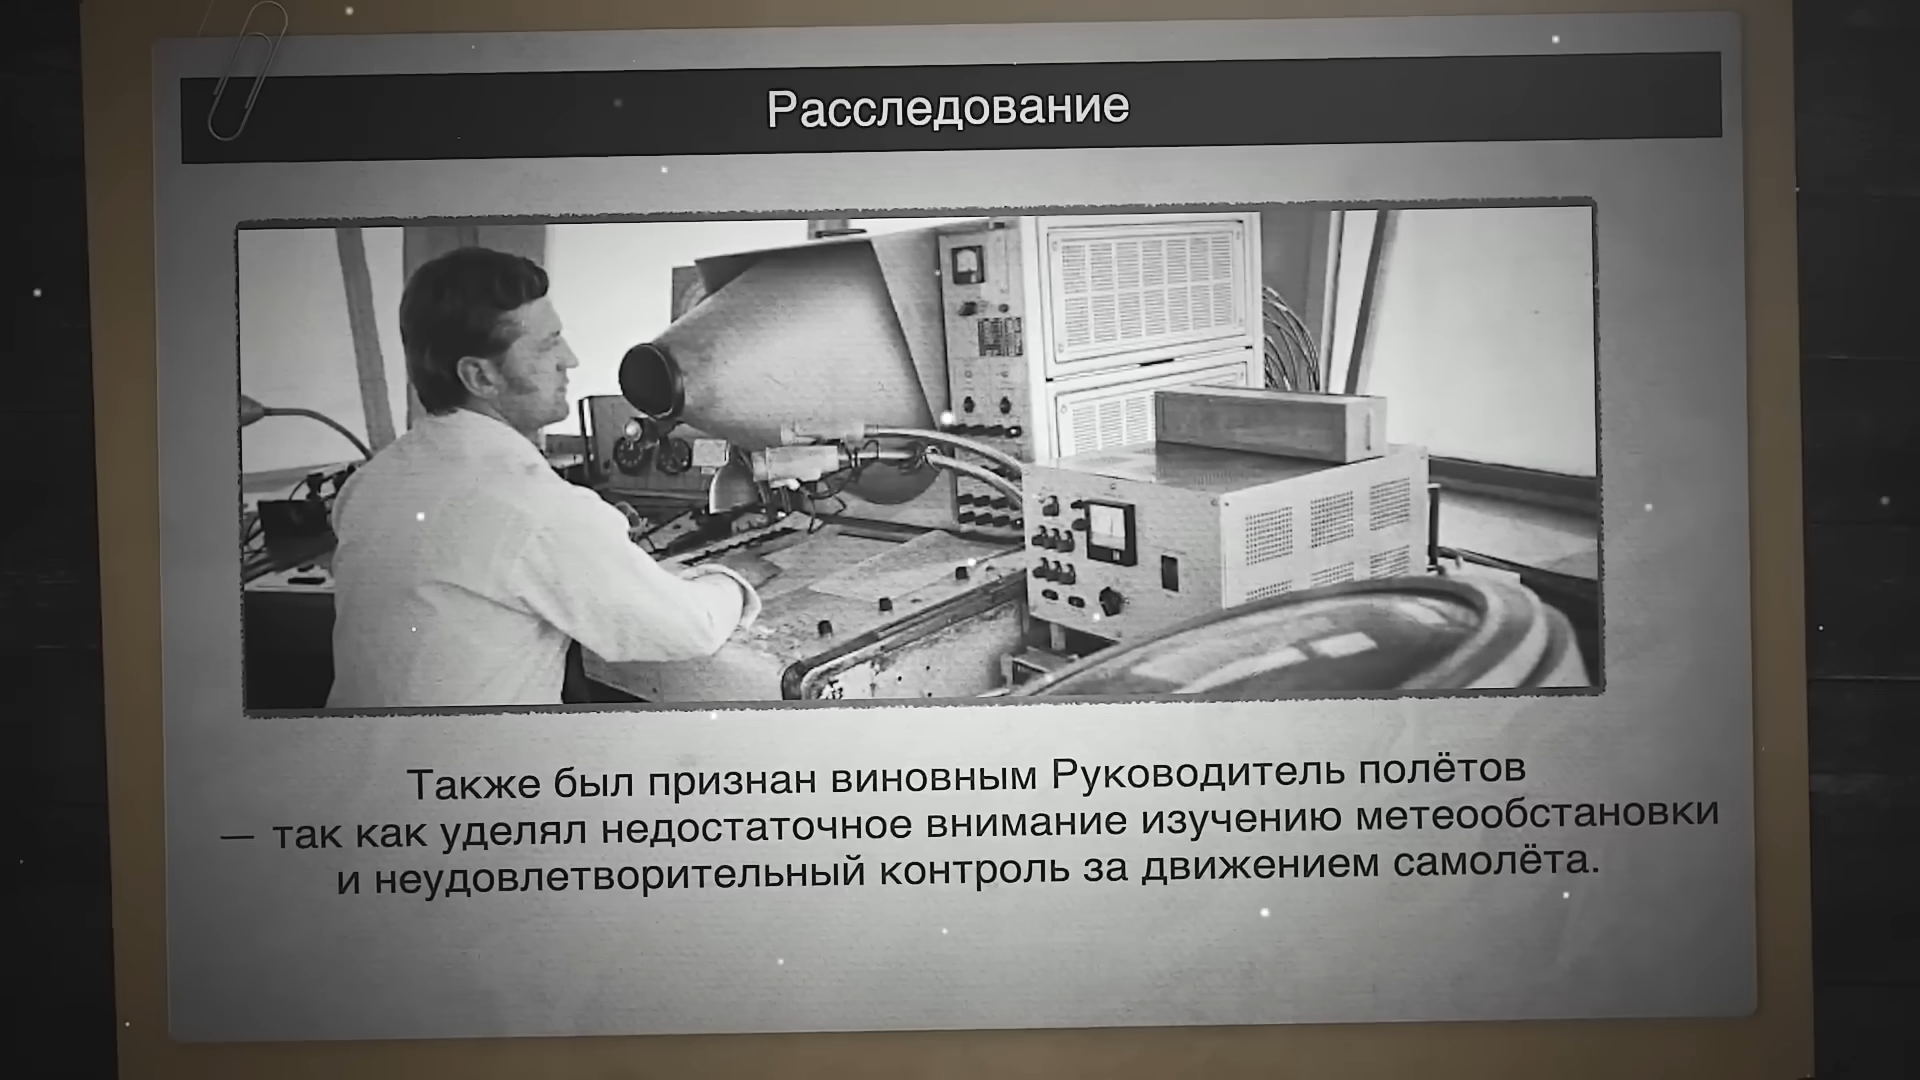 Расследование
Также был признан виновным Руководитель полётов
— так как уделял недостаточное внимание изучению метеообстановки
и неудовлетворительный контроль за движением самолёта.